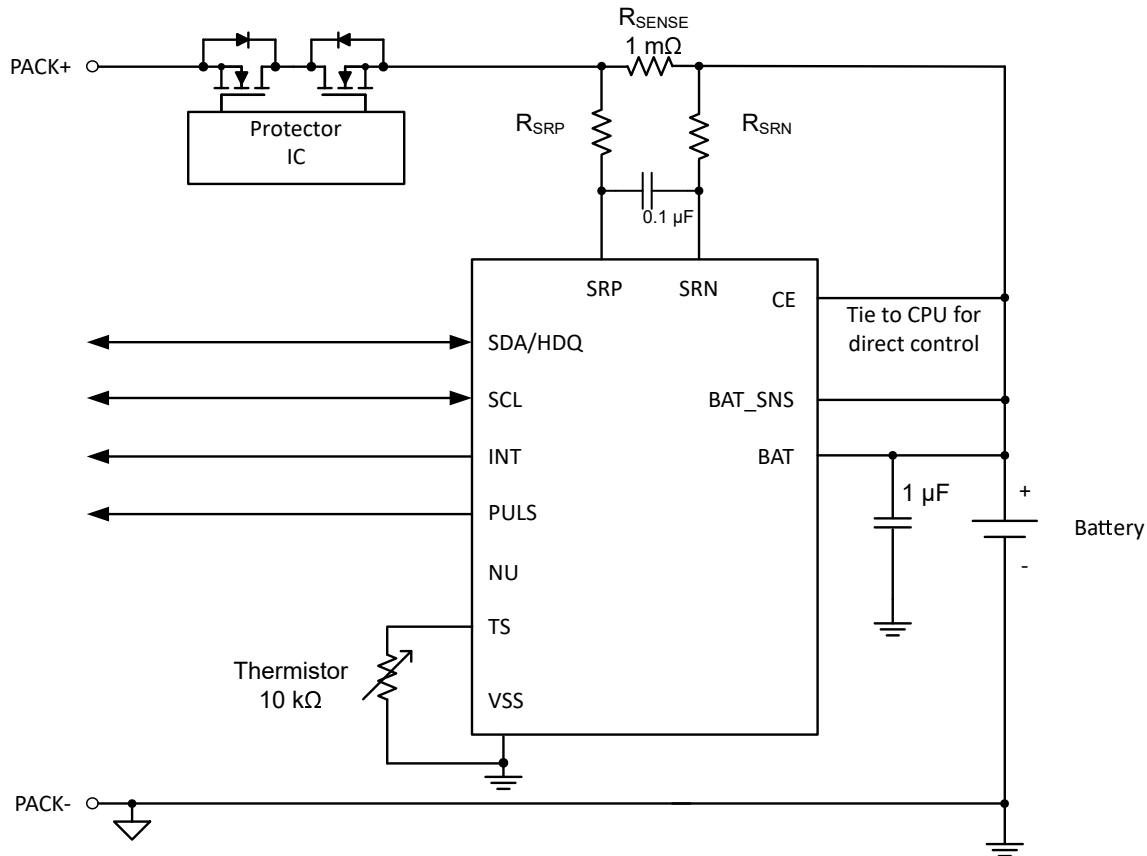 RSENSE
1 mΩ
PACK+
Protector
IC
RSRP
RSRN
0.1 µF
SRP
SRN
CE
Tie to CPU for
direct control
SDA/HDQ
SCL
BAT_SNS
INT
BAT
1 µF
+
PULS
Battery
-
NU
TS
Thermistor
10 kΩ
VSS
PACK-